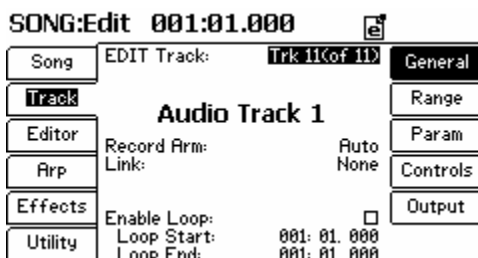 SONG:Edit 001:01.000 e
Song
Track
Editor
Arp
Effects
Utility
EDIT Track: Trk 11(of 11)
Audio Track 1
Record Arm: Auto
Link: None
Enable Loop:
Loop Start: 001: 01. 000
Loop End: 001: 01. 000
General
Range
Param
Controls
Output